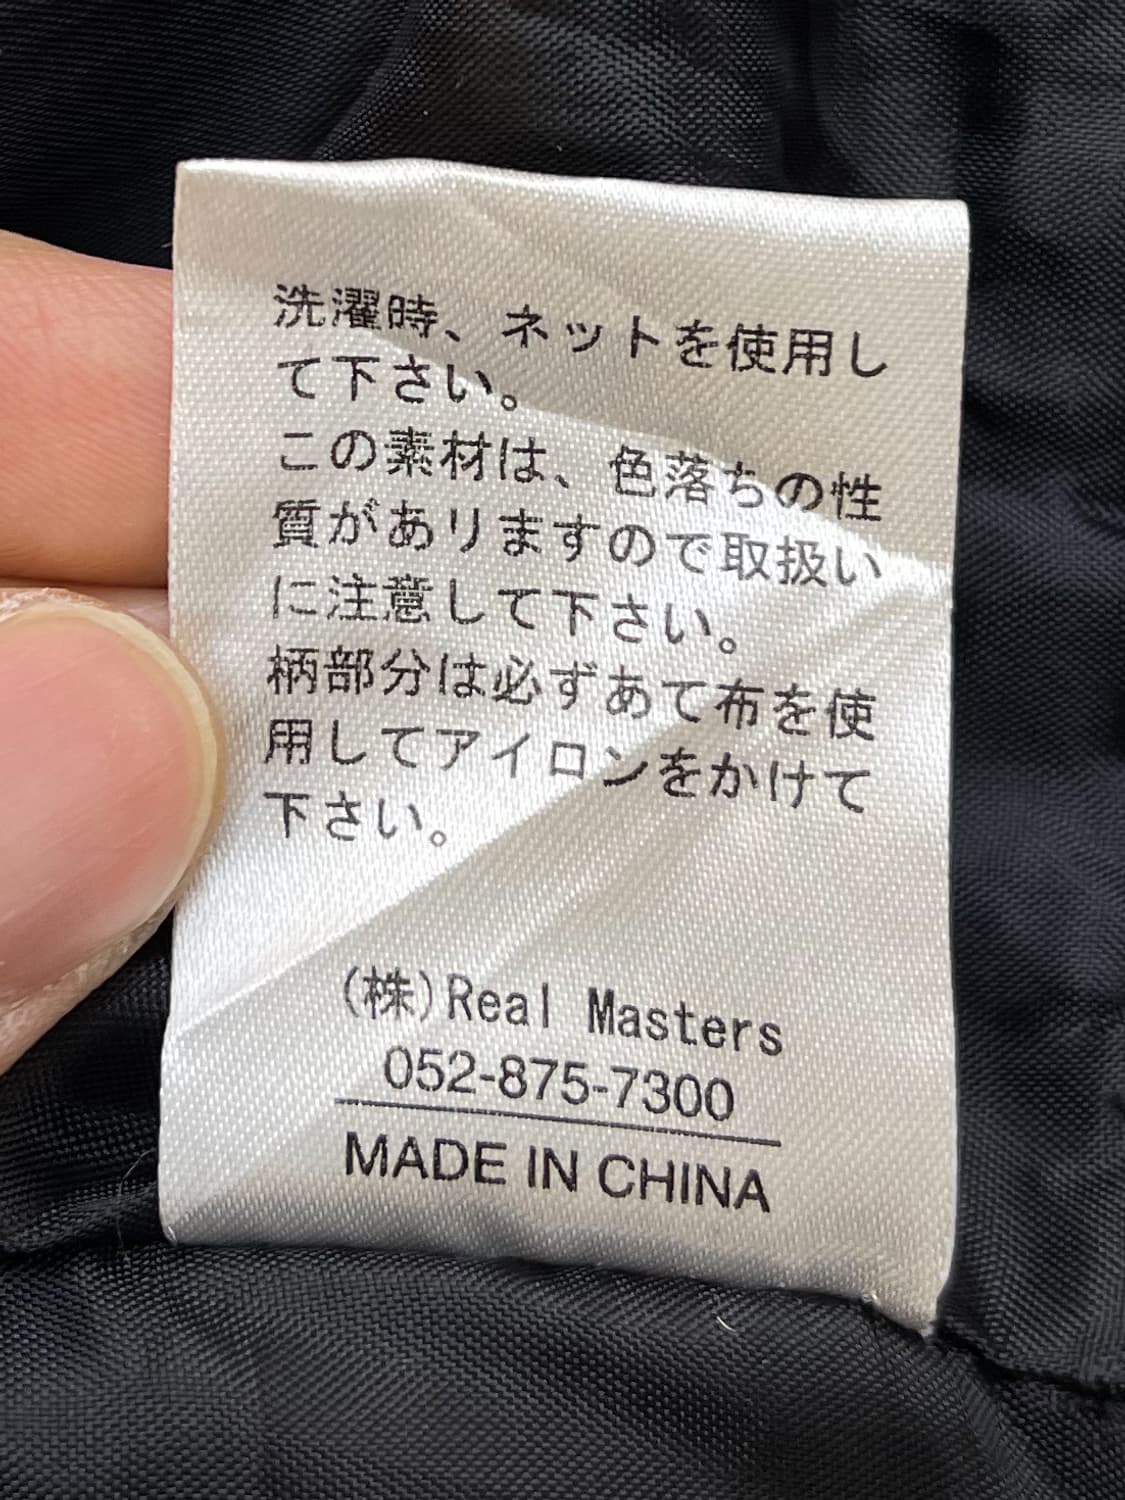 洗濯時、ネットを使用し
て下さい。
この素材は、色落ちの性
質がありますので取扱い
に注意して下さい。
柄部分は必ずあて布を使
用してアイロンをかけて
下さい。
(株)Real Masters
052-875-7300
MADE IN CHINA